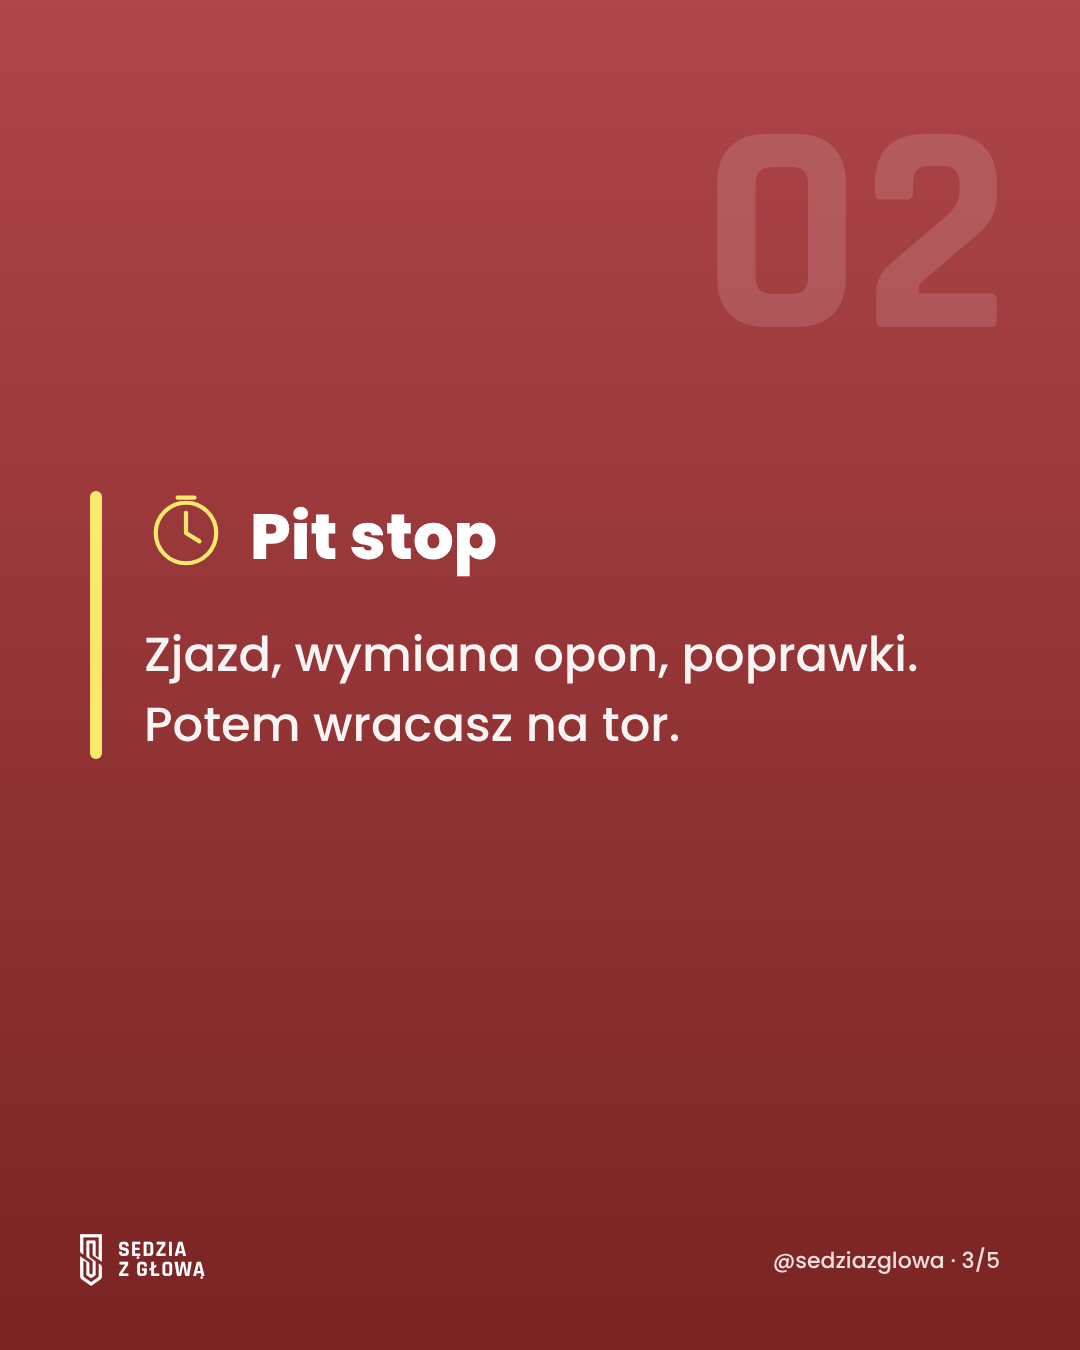 02
Pit stop
Zjazd, wymiana opon, poprawki.
Potem wracasz na tor.
SĘDZIA
Z GŁOWĄ
@sedziazglowa · 3/5